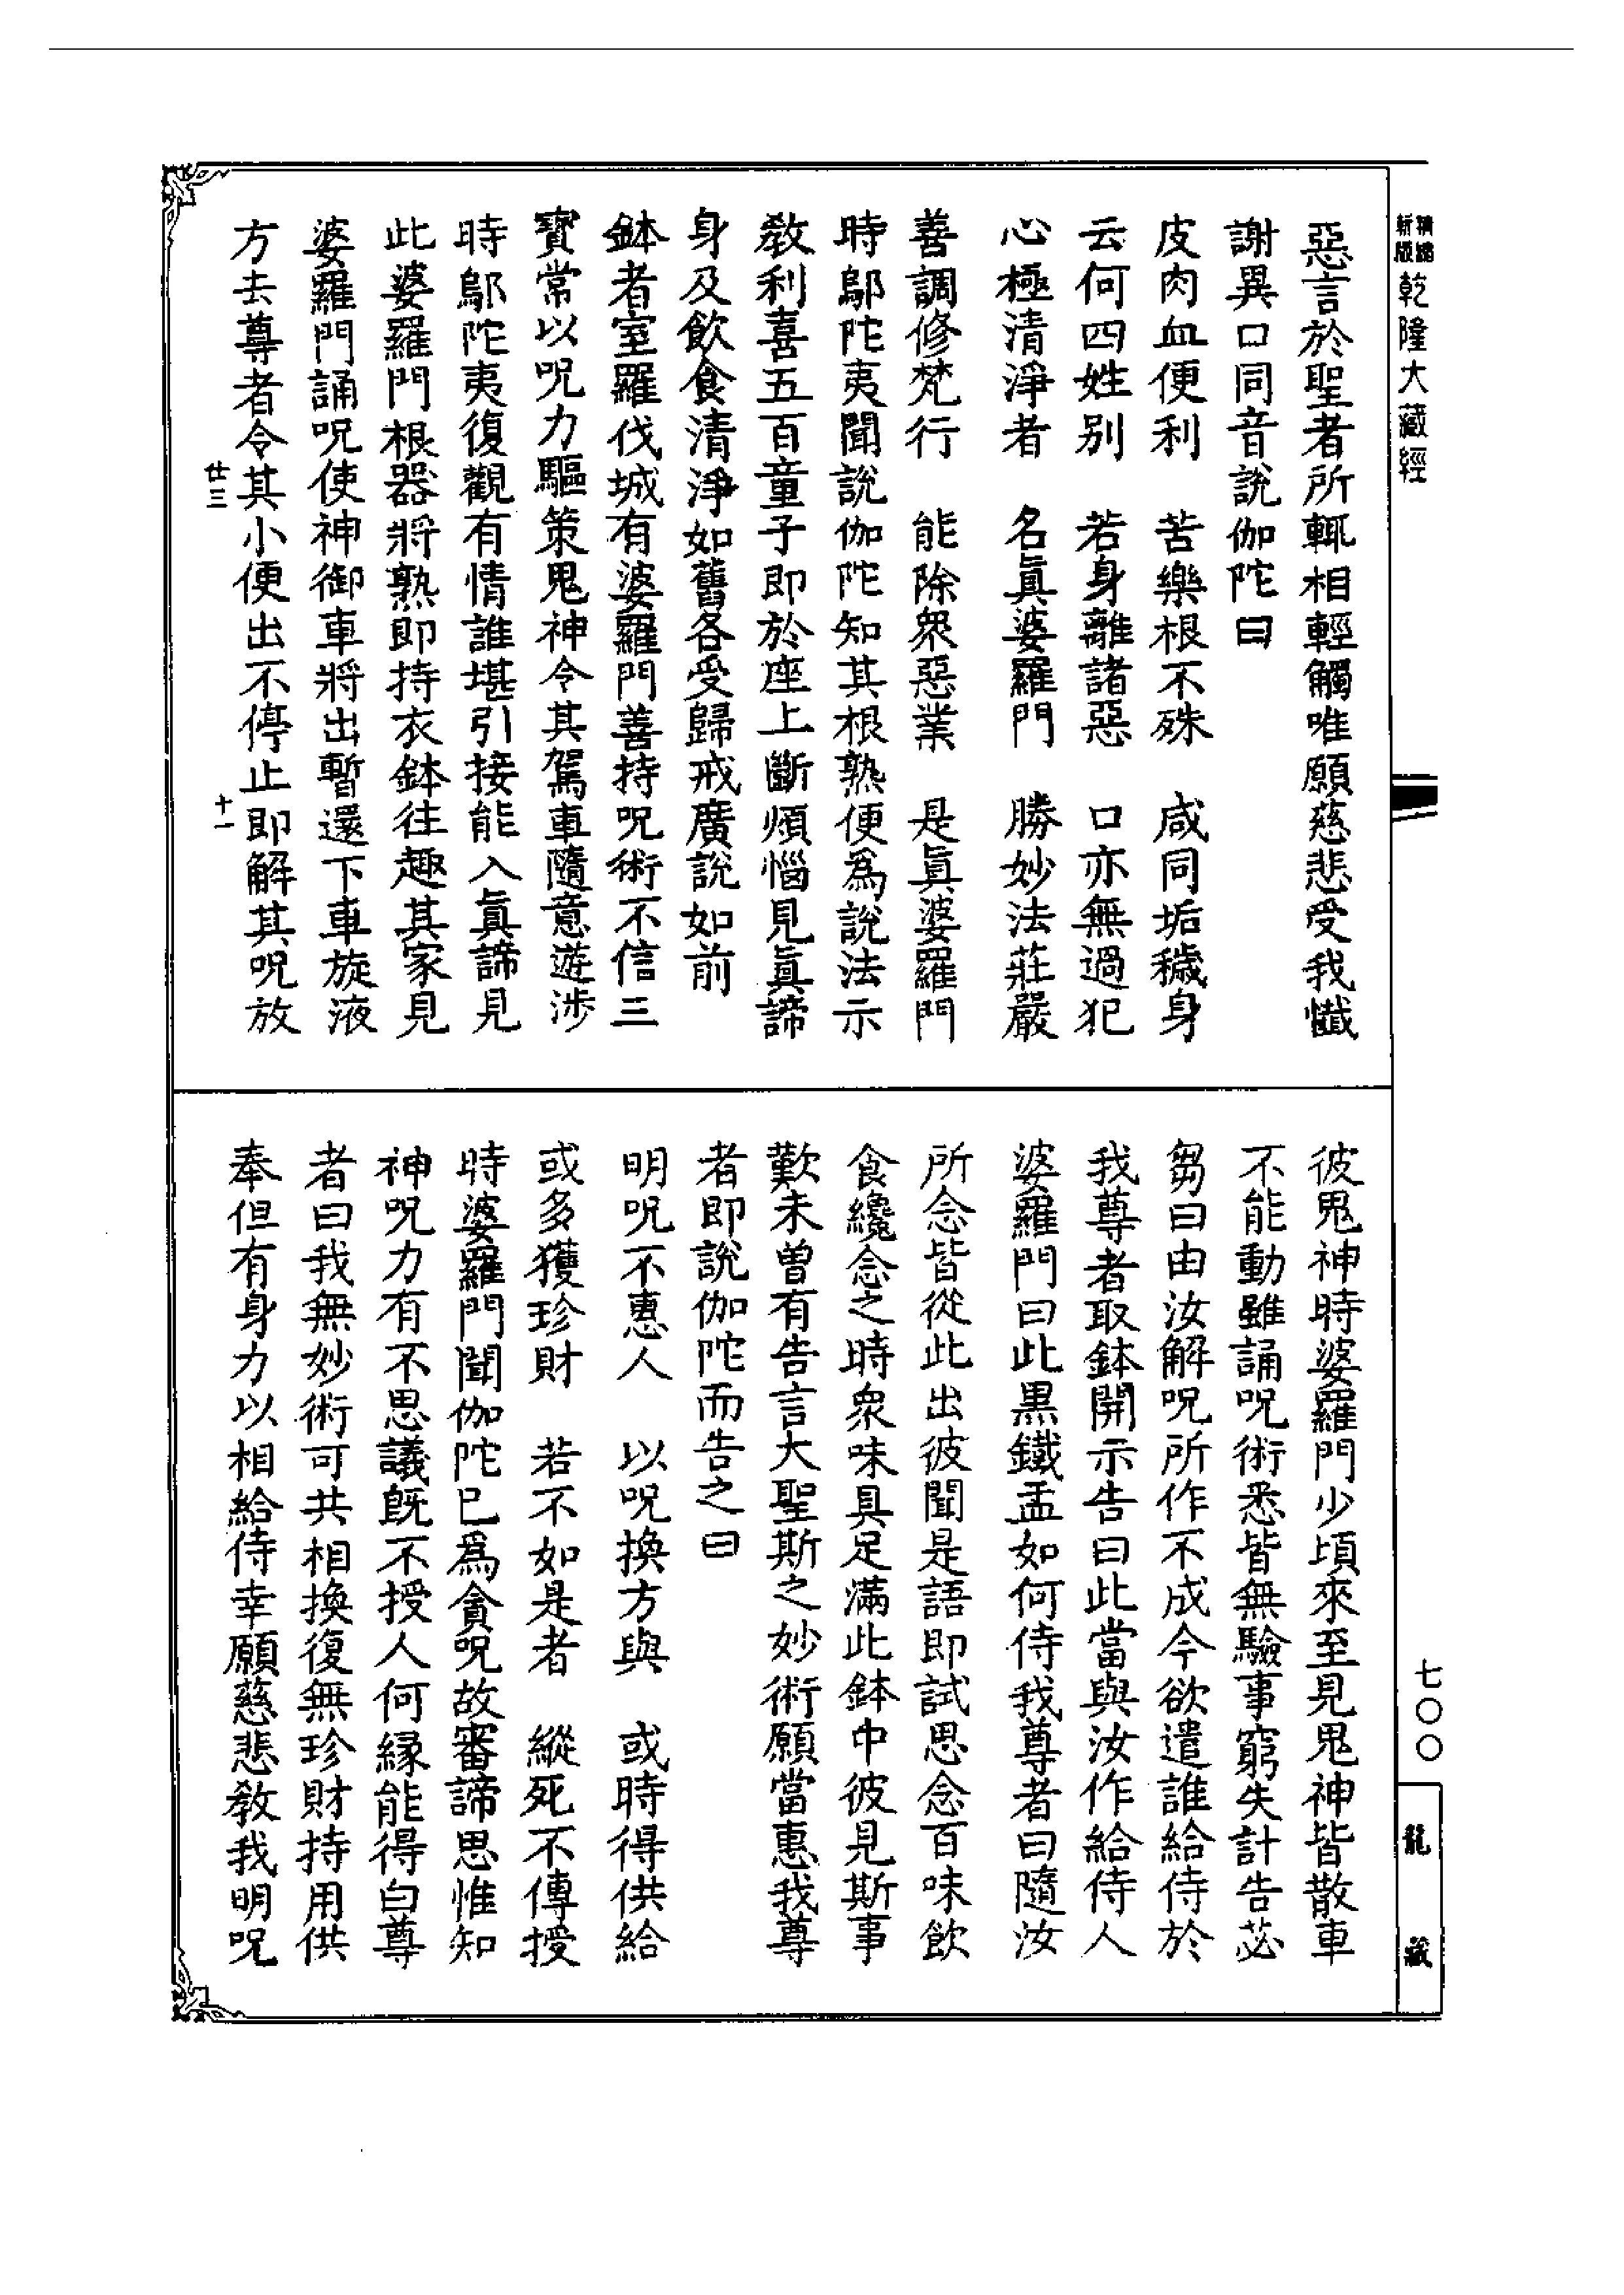 新版精縮乾隆大藏經
惡言於聖者所輒相輕觸唯願慈悲受我懺
謝異口同音說伽陀曰
皮肉血便利　苦樂根不殊　咸同垢穢身
云何四姓別　若身離諸惡　口亦無過犯
心極清淨者　名眞婆羅門　勝妙法莊嚴
善調修梵行　能除眾惡業　是眞婆羅門
時鄔陀夷聞說伽陀知其根熟便為說法示
教利喜五百童子即於座上斷煩惱見眞諦
身及飲食清淨如舊各受歸戒廣說如前
鉢者室羅伐城有婆羅門善持呪術不信三
寶常以呪力驅策鬼神令其駕車隨意遊涉
時鄔陀夷復觀有情誰堪引接能入眞諦見
此婆羅門根器將熟即持衣鉢往趣其家見
婆羅門誦呪使神御車將出暫還下車旋液
方去尊者令其小便出不停止即解其呪放
廿三　十一
彼鬼神時婆羅門少頃來至見鬼神皆散車
不能動雖誦呪術悉皆無驗事窮失計告苾
芻曰由汝解呪所作不成今欲遣誰給侍於
我尊者取鉢開示告曰此當與汝作給侍人
婆羅門曰此黑鐵盂如何侍我尊者曰隨汝
所念皆從此出彼聞是語即試思念百味飲
食纔念之時眾味具足滿此鉢中彼見斯事
歎未曾有告言大聖斯之妙術願當惠我尊
者即說伽陀而告之曰
明呪不惠人　以呪換方與　或時得供給
或多獲珍財　若不如是者　縱死不傳授
時婆羅門聞伽陀已為貪呪故審諦思惟知
神呪力有不思議既不授人何緣能得白尊
者曰我無妙術可共相換復無珍財持用供
奉但有身力以相給侍幸願慈悲教我明呪
七〇〇
龍藏